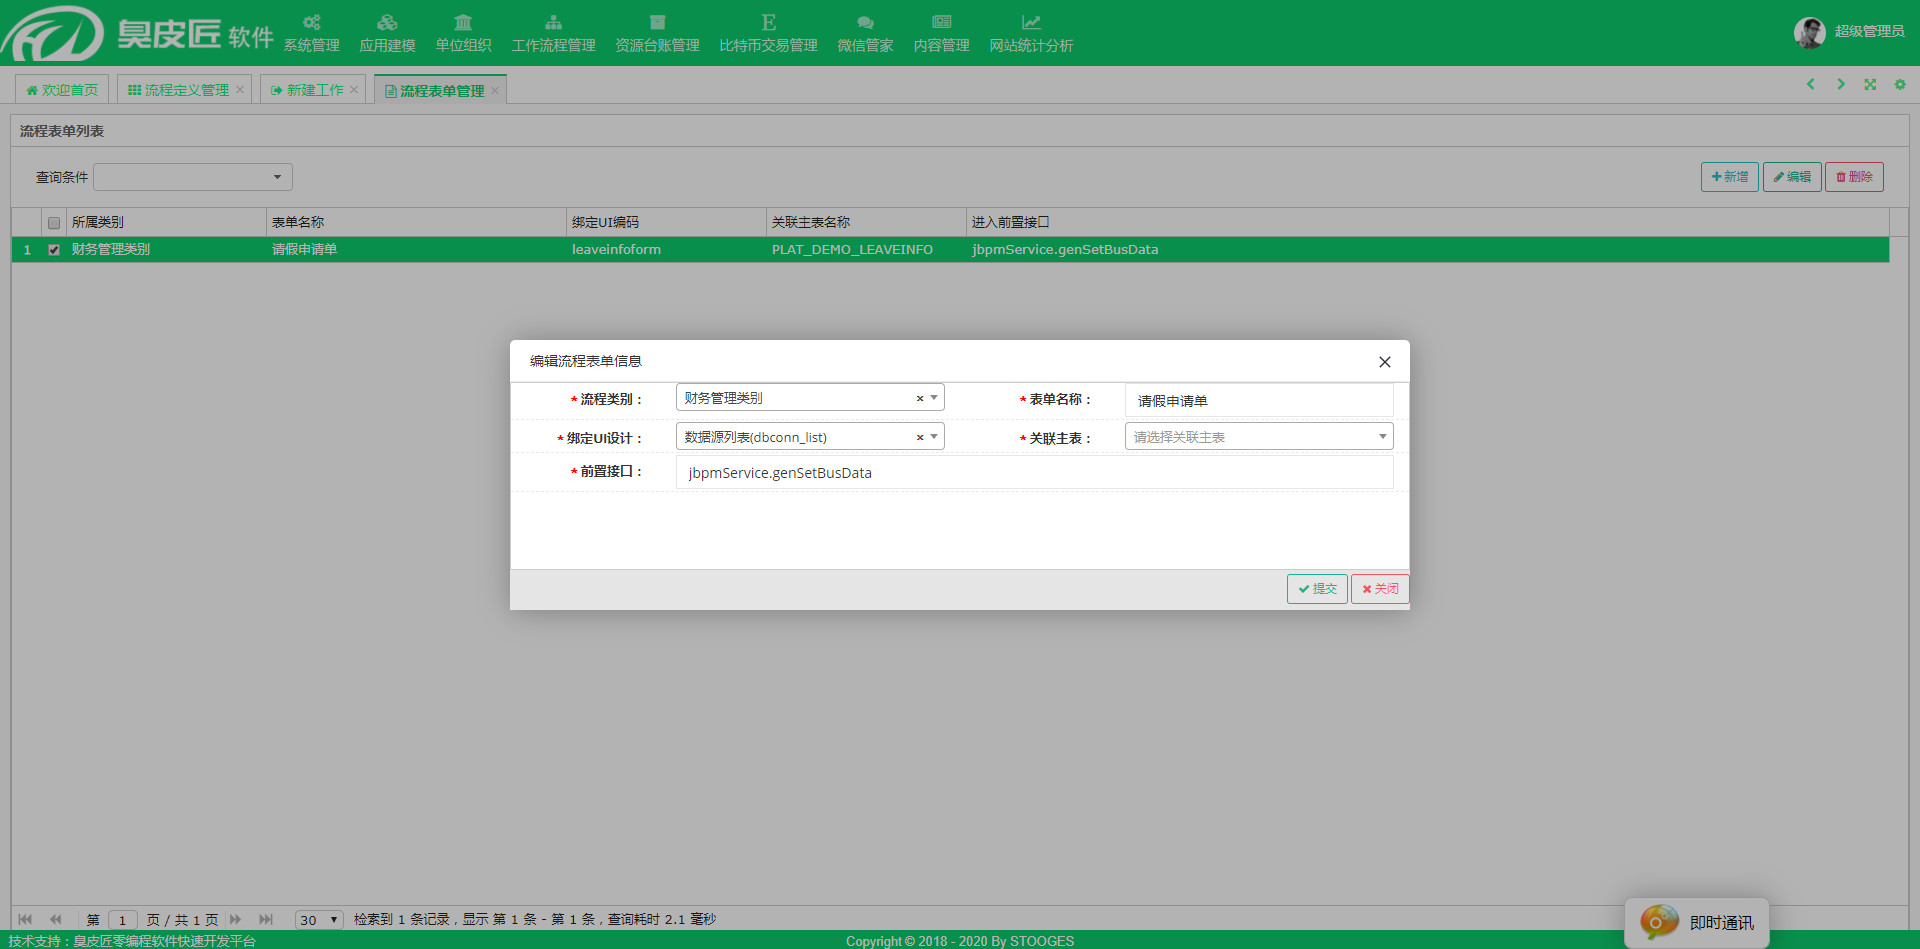 臭皮匠 软件
系统管理 应用建模 单位组织 工作流程管理 资源台账管理 比特币交易管理 微信管家 内容管理 网站统计分析 超级管理员
欢迎首页 流程定义管理 × 新建工作 × 流程表单管理 ×
流程表单列表
查询条件 新增 编辑 删除
所属类别 表单名称 绑定UI编码 关联主表名称 进入前置接口
1 财务管理类别 请假申请单 leaveinfoform PLAT_DEMO_LEAVEINFO jbpmService.genSetBusData
编辑流程表单信息
*流程类别： 财务管理类别 × *表单名称： 请假申请单
*绑定UI设计： 数据源列表(dbconn_list) × *关联主表： 请选择关联主表
*前置接口： jbpmService.genSetBusData
提交 关闭
第 1 页 / 共 1 页 30 检索到 1 条记录，显示 第 1 条 - 第 1 条，查询耗时 2.1 毫秒
即时通讯
技术支持：臭皮匠零编程软件快速开发平台 Copyright © 2018 - 2020 By STOOGES